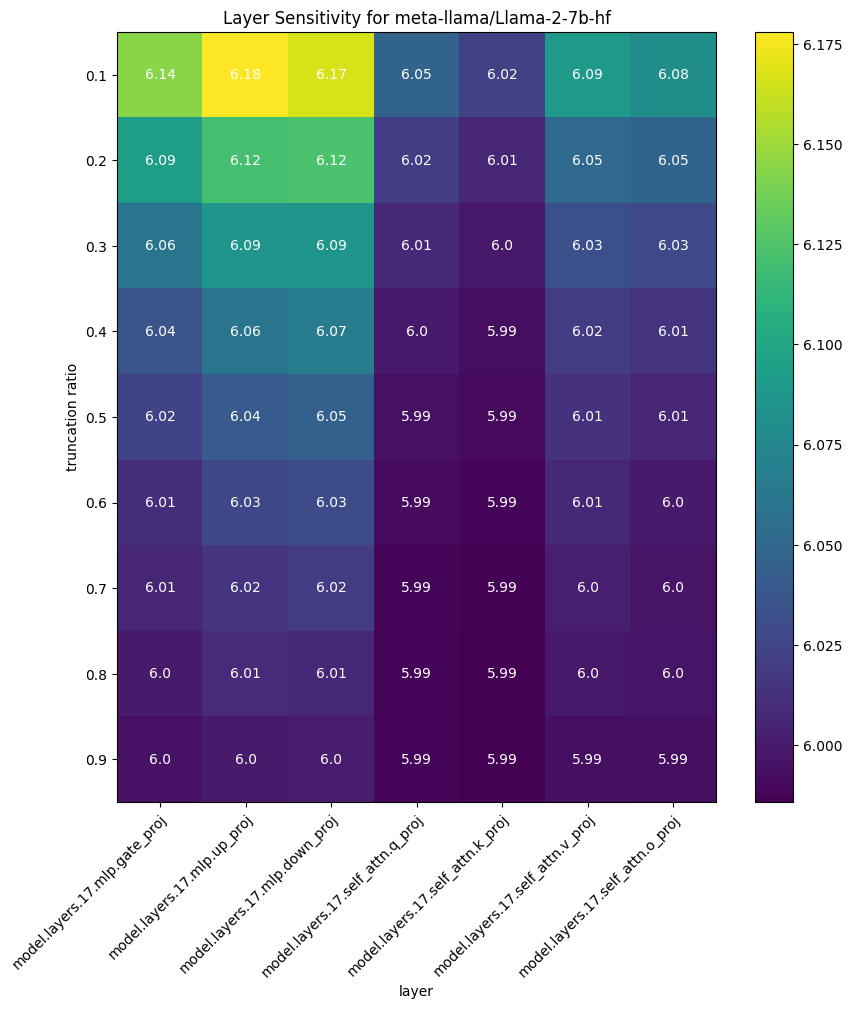 Layer Sensitivity for meta-llama/Llama-2-7b-hf
truncation ratio
0.1 6.14 6.18 6.17 6.05 6.02 6.09 6.08
0.2 6.09 6.12 6.12 6.02 6.01 6.05 6.05
0.3 6.06 6.09 6.09 6.01 6.0 6.03 6.03
0.4 6.04 6.06 6.07 6.0 5.99 6.02 6.01
0.5 6.02 6.04 6.05 5.99 5.99 6.01 6.01
0.6 6.01 6.03 6.03 5.99 5.99 6.01 6.0
0.7 6.01 6.02 6.02 5.99 5.99 6.0 6.0
0.8 6.0 6.01 6.01 5.99 5.99 6.0 6.0
0.9 6.0 6.0 6.0 5.99 5.99 5.99 5.99
model.layers.17.mlp.gate_proj
model.layers.17.mlp.up_proj
model.layers.17.mlp.down_proj
model.layers.17.self_attn.q_proj
model.layers.17.self_attn.k_proj
model.layers.17.self_attn.v_proj
model.layers.17.self_attn.o_proj
layer
6.175
6.150
6.125
6.100
6.075
6.050
6.025
6.000